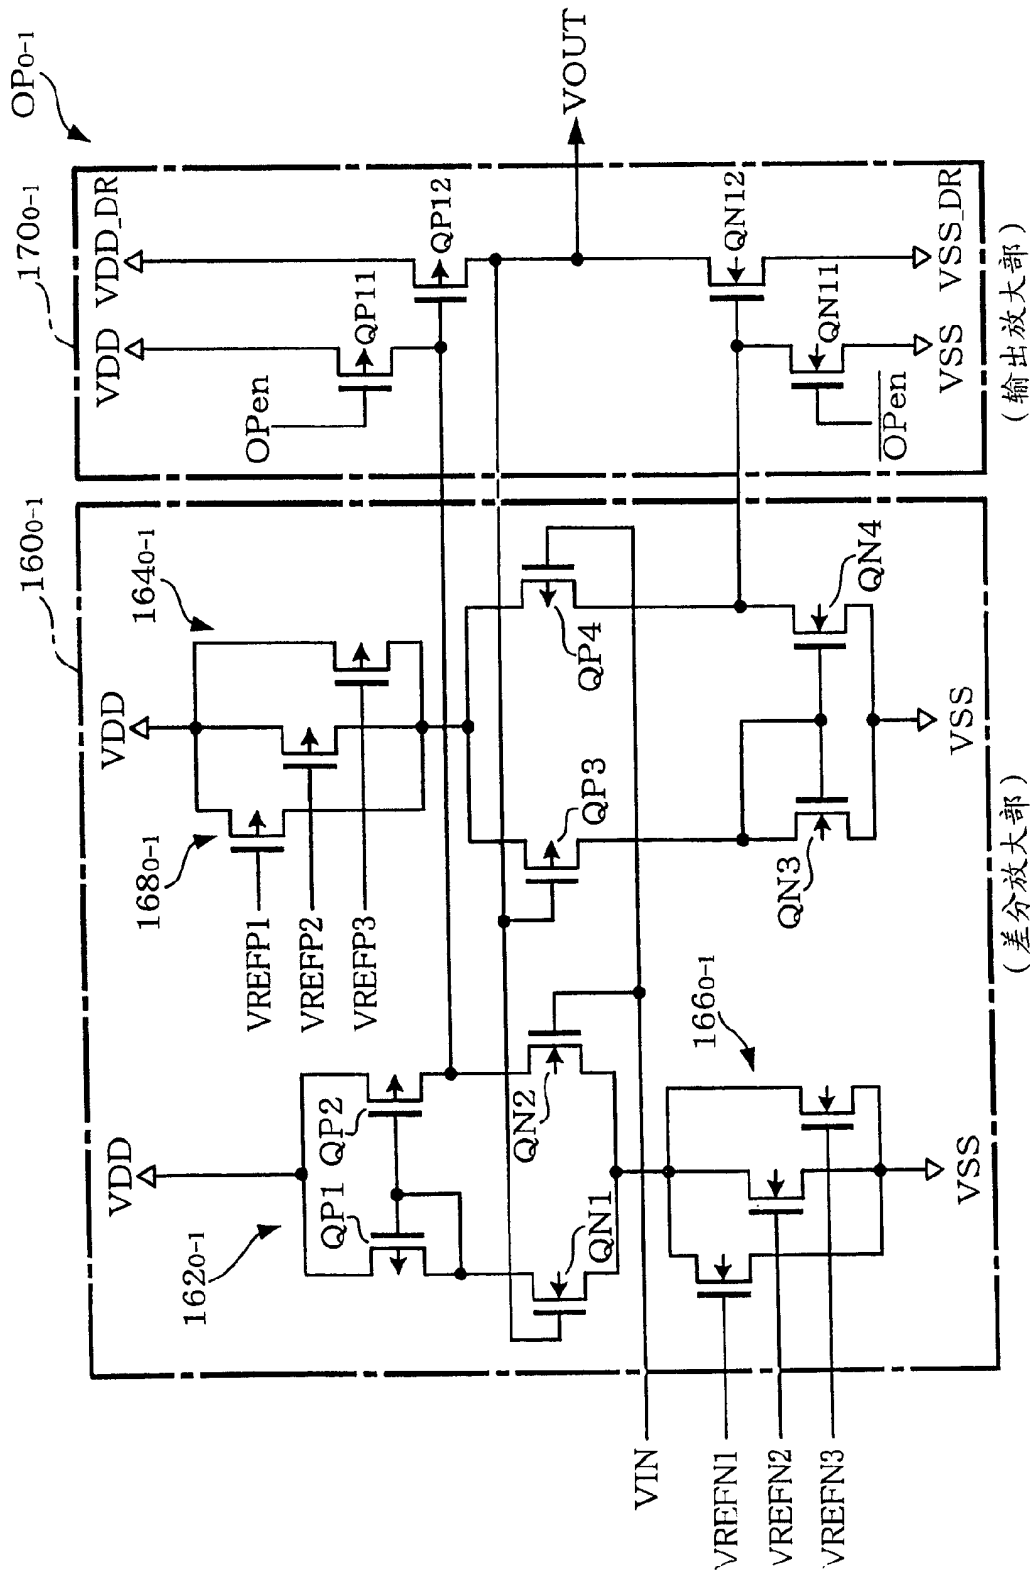 OP0-1
1600-1
1700-1
VDD
VDD
VDD
VDD_DR
1620-1
1680-1
1640-1
QP1
QP2
VREFP1
VREFP2
VREFP3
OPen
QP11
QP12
QN1
QN2
QP3
QP4
VOUT
VIN
1660-1
QN3
QN4
QN11
QN12
VREFN1
VREFN2
VREFN3
OPen
VSS
VSS
VSS
VSS_DR
(差分放大部)
(输出放大部)